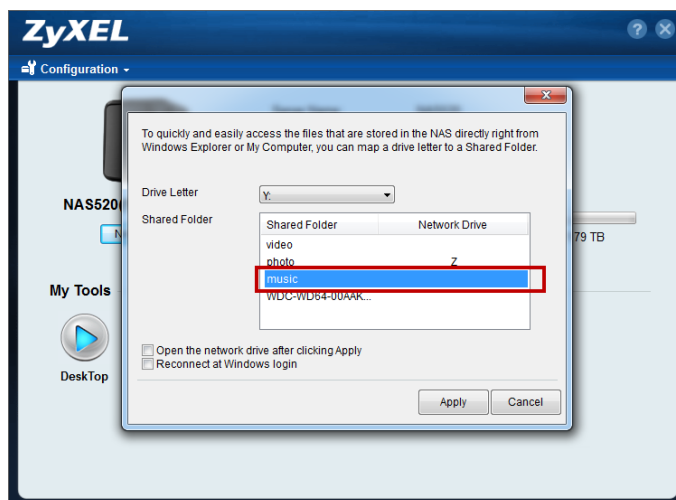 ZyXEL
Configuration
To quickly and easily access the files that are stored in the NAS directly right from
Windows Explorer or My Computer, you can map a drive letter to a Shared Folder.
Drive Letter
Y:
Shared Folder
Shared Folder Network Drive
video
photo Z
music
WDC-WD64-00AAK...
NAS520(
N
79 TB
My Tools
DeskTop
Open the network drive after clicking Apply
Reconnect at Windows login
Apply Cancel